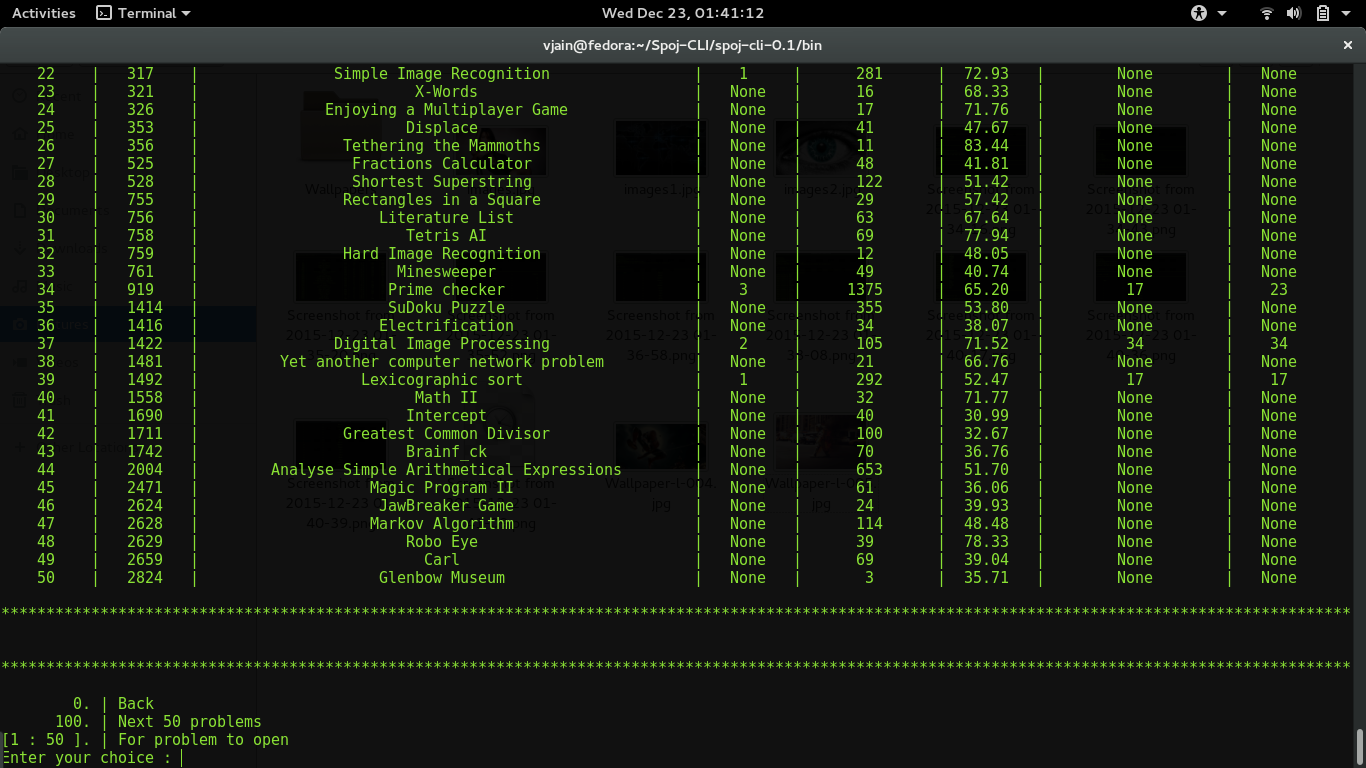 Activities Terminal Wed Dec 23, 01:41:12
vjain@fedora:~/Spoj-CLI/spoj-cli-0.1/bin ×
22 | 317 | Simple Image Recognition | 1 | 281 | 72.93 | None | None
23 | 321 | X-Words | None | 16 | 68.33 | None | None
24 | 326 | Enjoying a Multiplayer Game | None | 17 | 71.76 | None | None
25 | 353 | Displace | None | 41 | 47.67 | None | None
26 | 356 | Tethering the Mammoths | None | 11 | 83.44 | None | None
27 | 525 | Fractions Calculator | None | 48 | 41.81 | None | None
28 | 528 | Shortest Superstring | None | 122 | 51.42 | None | None
29 | 755 | Rectangles in a Square | None | 29 | 57.42 | None | None
30 | 756 | Literature List | None | 63 | 67.64 | None | None
31 | 758 | Tetris AI | None | 69 | 77.94 | None | None
32 | 759 | Hard Image Recognition | None | 12 | 48.05 | None | None
33 | 761 | Minesweeper | None | 49 | 40.74 | None | None
34 | 919 | Prime checker | 3 | 1375 | 65.20 | 17 | 23
35 | 1414 | SuDoku Puzzle | None | 355 | 53.80 | None | None
36 | 1416 | Electrification | None | 34 | 38.07 | None | None
37 | 1422 | Digital Image Processing | 2 | 105 | 71.52 | 34 | 34
38 | 1481 | Yet another computer network problem | None | 21 | 66.76 | None | None
39 | 1492 | Lexicographic sort | 1 | 292 | 52.47 | 17 | 17
40 | 1558 | Math II | None | 32 | 71.77 | None | None
41 | 1690 | Intercept | None | 40 | 30.99 | None | None
42 | 1711 | Greatest Common Divisor | None | 100 | 32.67 | None | None
43 | 1742 | Brainf_ck | None | 70 | 36.76 | None | None
44 | 2004 | Analyse Simple Arithmetical Expressions | None | 653 | 51.70 | None | None
45 | 2471 | Magic Program II | None | 61 | 36.06 | None | None
46 | 2624 | JawBreaker Game | None | 24 | 39.93 | None | None
47 | 2628 | Markov Algorithm | None | 114 | 48.48 | None | None
48 | 2629 | Robo Eye | None | 39 | 78.33 | None | None
49 | 2659 | Carl | None | 69 | 39.04 | None | None
50 | 2824 | Glenbow Museum | None | 3 | 35.71 | None | None
******************************************************************************************************************************************************
******************************************************************************************************************************************************
0. | Back
100. | Next 50 problems
[1 : 50 ]. | For problem to open
Enter your choice :